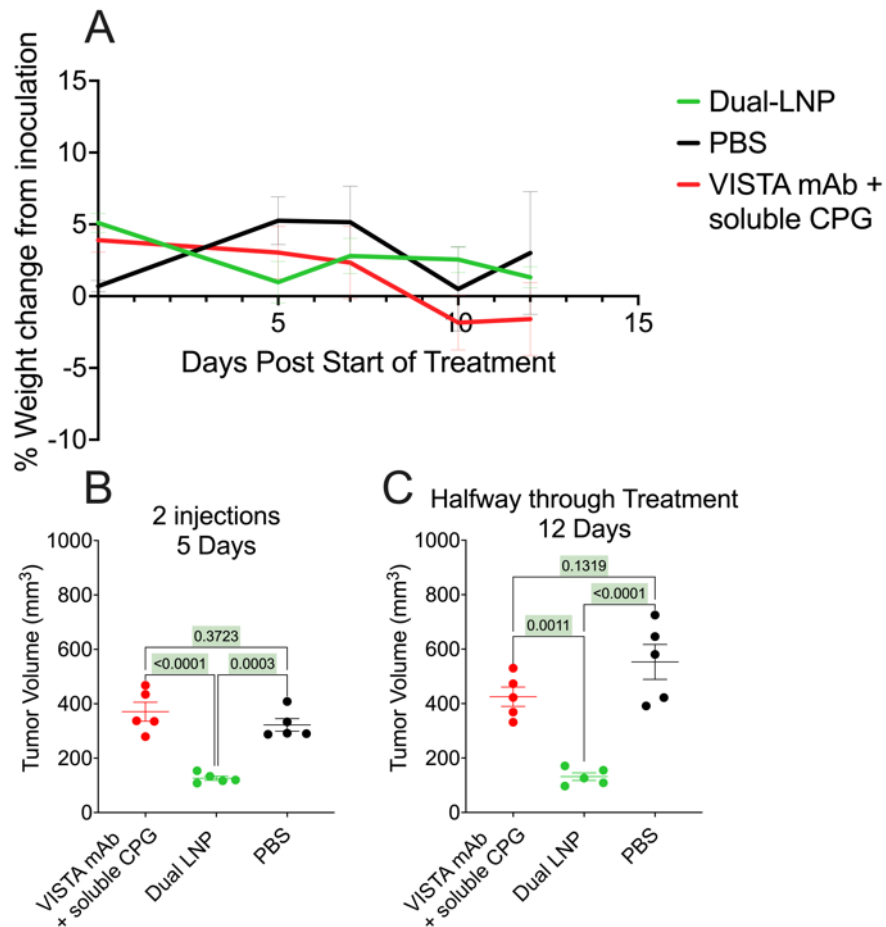 A
% Weight change from inoculation
15
10
5
0
-5
-10
5
10
15
Days Post Start of Treatment
Dual-LNP
PBS
VISTA mAb +
soluble CPG
B
2 injections
5 Days
Tumor Volume (mm³)
1000
800
600
400
200
0
0.3723
<0.0001
0.0003
VISTA mAb
+ soluble CPG
Dual LNP
PBS
C
Halfway through Treatment
12 Days
Tumor Volume (mm³)
1000
800
600
400
200
0
0.1319
<0.0001
0.0011
VISTA mAb
+ soluble CPG
Dual LNP
PBS